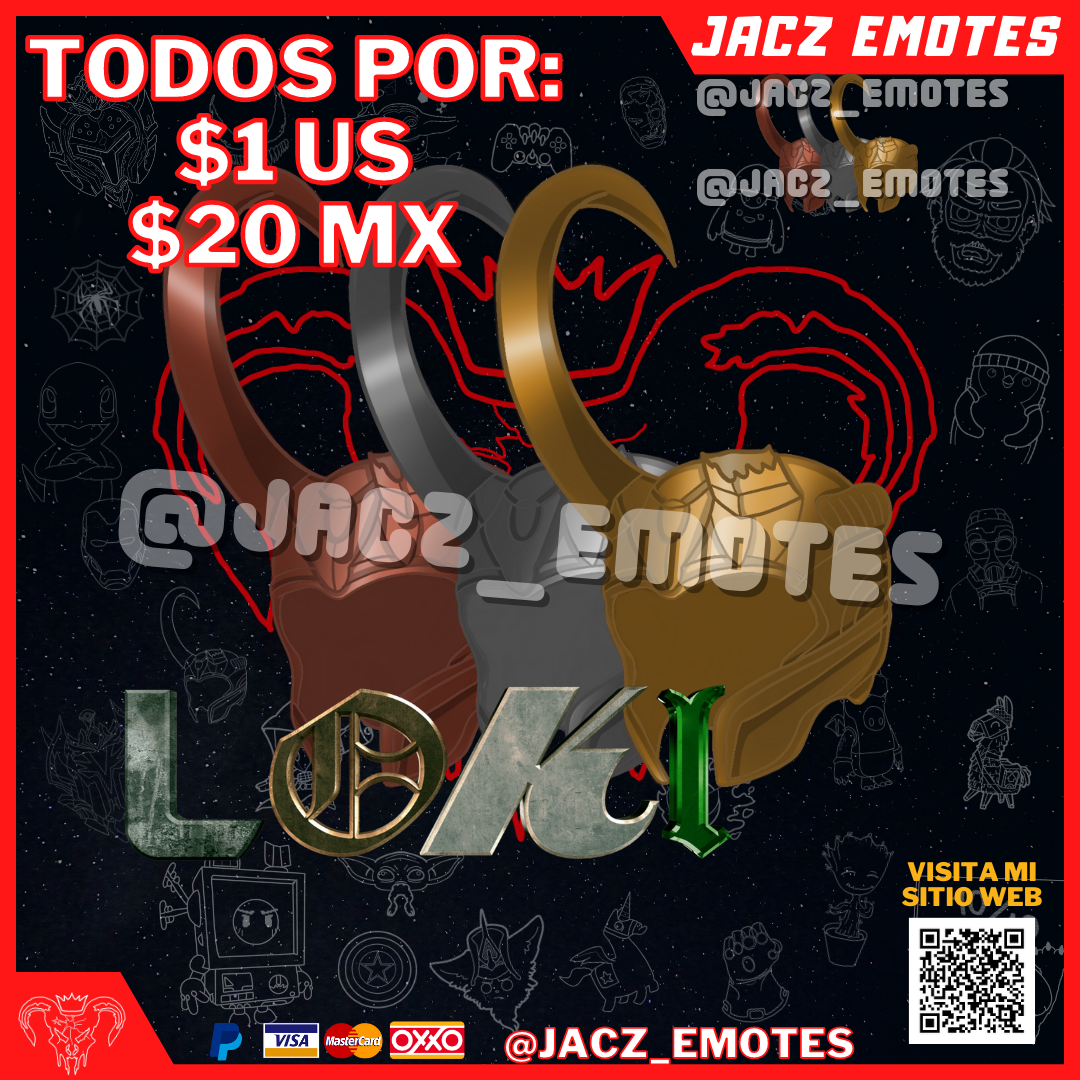 JACZ EMOTES
TODOS POR:
$1 US
$20 MX
@JACZ_EMOTES
@JACZ_EMOTES
@JACZ_EMOTES
LOKI
VISITA MI
SITIO WEB
VISA
MasterCard
OXXO
@JACZ_EMOTES